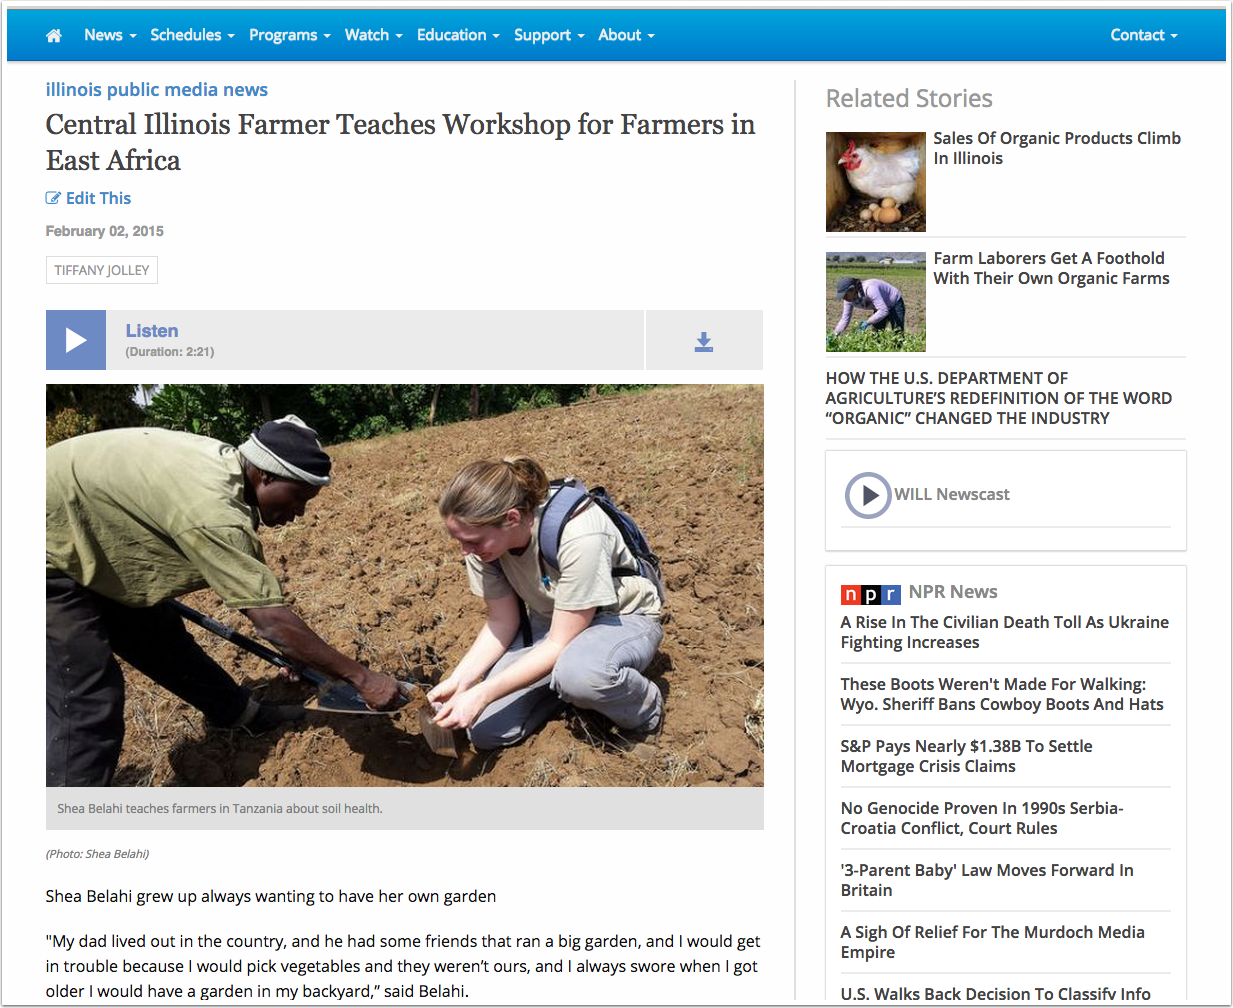 News Schedules Programs Watch Education Support About Contact
illinois public media news
Central Illinois Farmer Teaches Workshop for Farmers in
East Africa
Edit This
February 02, 2015
TIFFANY JOLLEY
Listen
(Duration: 2:21)
Shea Belahi teaches farmers in Tanzania about soil health.
(Photo: Shea Belahi)
Shea Belahi grew up always wanting to have her own garden
"My dad lived out in the country, and he had some friends that ran a big garden, and I would get
in trouble because I would pick vegetables and they weren’t ours, and I always swore when I got
older I would have a garden in my backyard,” said Belahi.
Related Stories
Sales Of Organic Products Climb
In Illinois
Farm Laborers Get A Foothold
With Their Own Organic Farms
HOW THE U.S. DEPARTMENT OF
AGRICULTURE’S REDEFINITION OF THE WORD
“ORGANIC” CHANGED THE INDUSTRY
WILL Newscast
npr NPR News
A Rise In The Civilian Death Toll As Ukraine
Fighting Increases
These Boots Weren't Made For Walking:
Wyo. Sheriff Bans Cowboy Boots And Hats
S&P Pays Nearly $1.38B To Settle
Mortgage Crisis Claims
No Genocide Proven In 1990s Serbia-
Croatia Conflict, Court Rules
'3-Parent Baby' Law Moves Forward In
Britain
A Sigh Of Relief For The Murdoch Media
Empire
U.S. Walks Back Decision To Classify Info